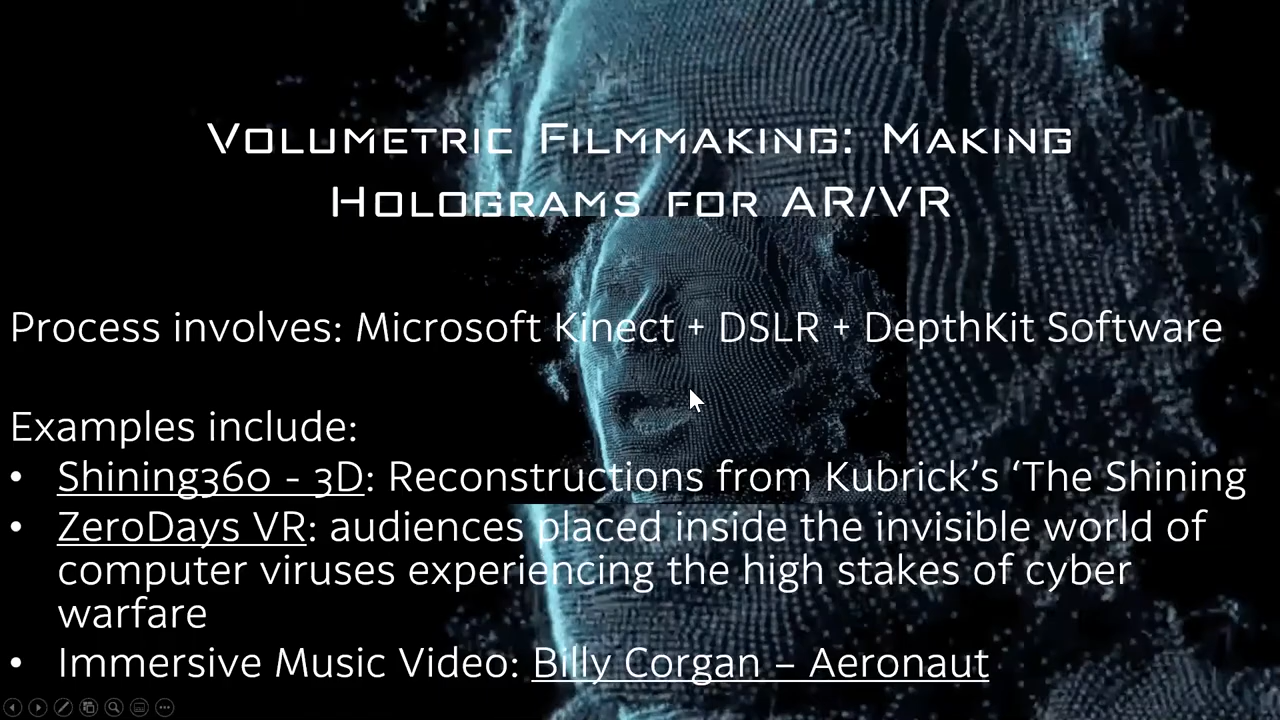 Volumetric Filmmaking: Making
Holograms for AR/VR
Process involves: Microsoft Kinect + DSLR + DepthKit Software
Examples include:
• Shining360 - 3D: Reconstructions from Kubrick's ‘The Shining
• ZeroDays VR: audiences placed inside the invisible world of
computer viruses experiencing the high stakes of cyber
warfare
• Immersive Music Video: Billy Corgan – Aeronaut